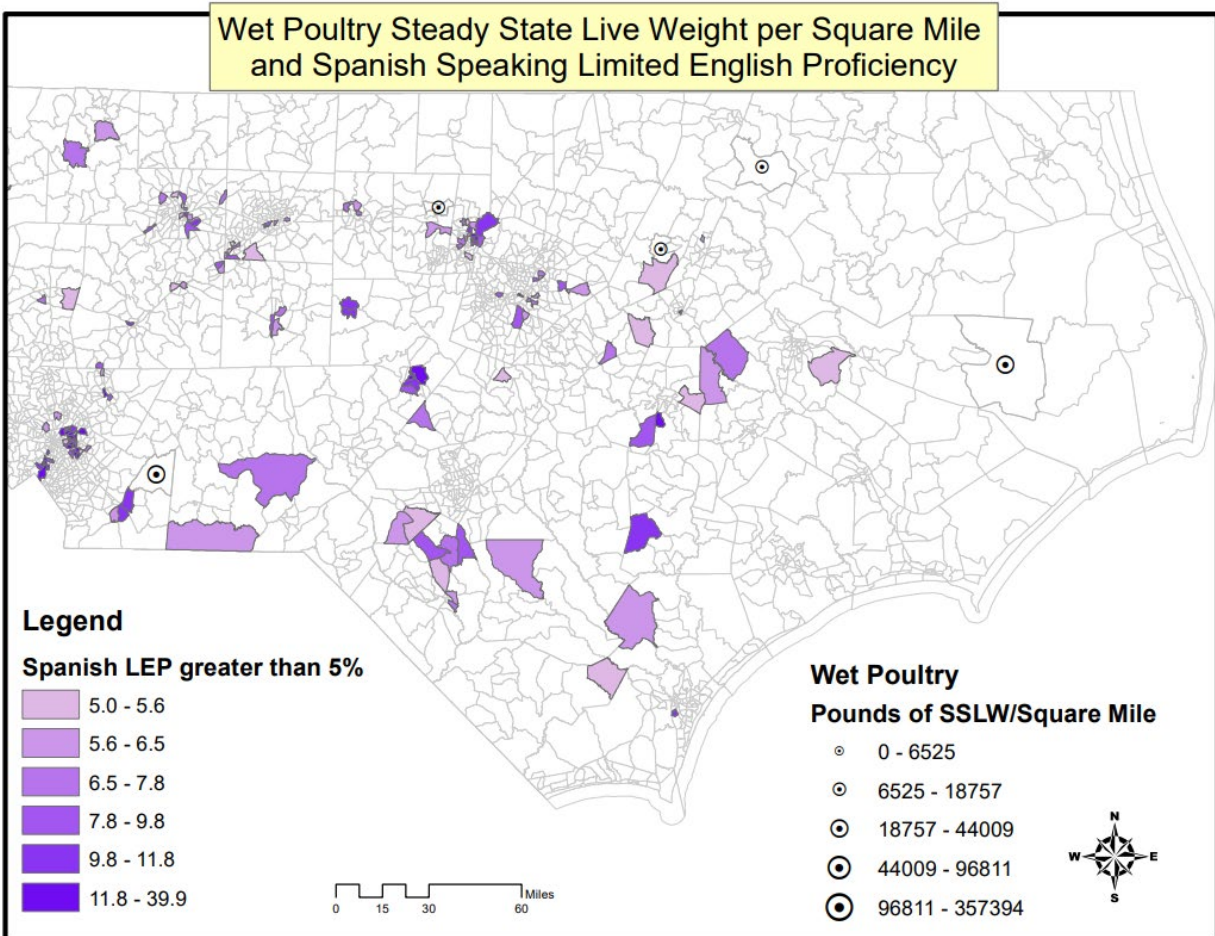 Wet Poultry Steady State Live Weight per Square Mile
and Spanish Speaking Limited English Proficiency
Legend
Spanish LEP greater than 5%
5.0 - 5.6
5.6 - 6.5
6.5 - 7.8
7.8 - 9.8
9.8 - 11.8
11.8 - 39.9
Miles
0 15 30 60
Wet Poultry
Pounds of SSLW/Square Mile
0 - 6525
6525 - 18757
18757 - 44009
44009 - 96811
96811 - 357394
N
W E
S